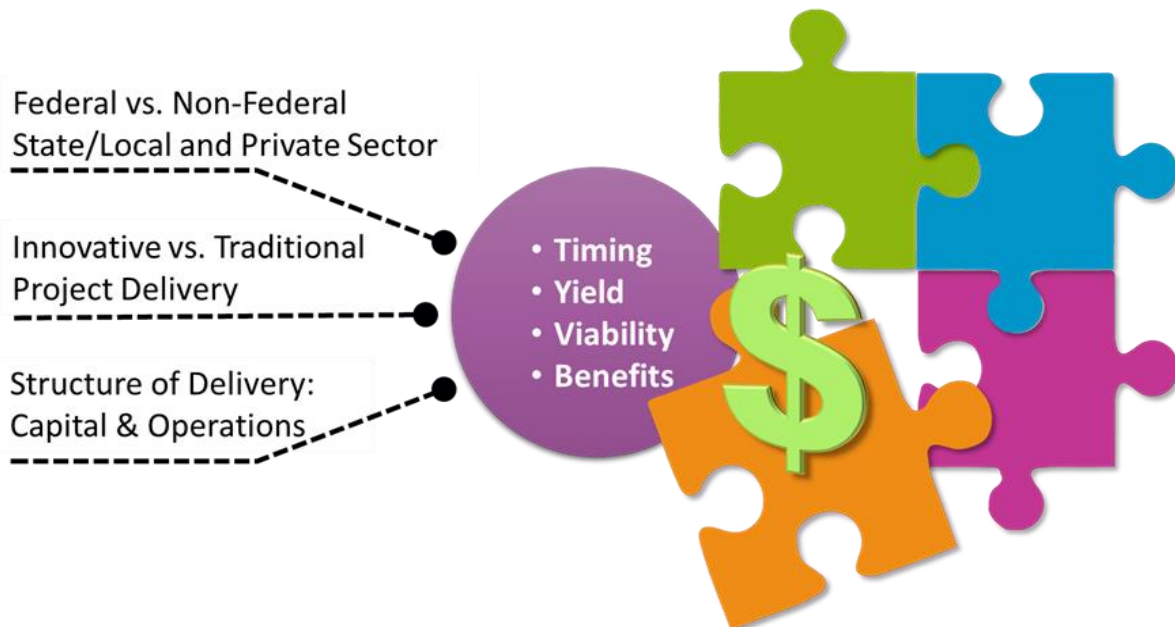 Federal vs. Non-Federal
State/Local and Private Sector
Innovative vs. Traditional
Project Delivery
Structure of Delivery:
Capital & Operations
• Timing
• Yield
• Viability
• Benefits
$